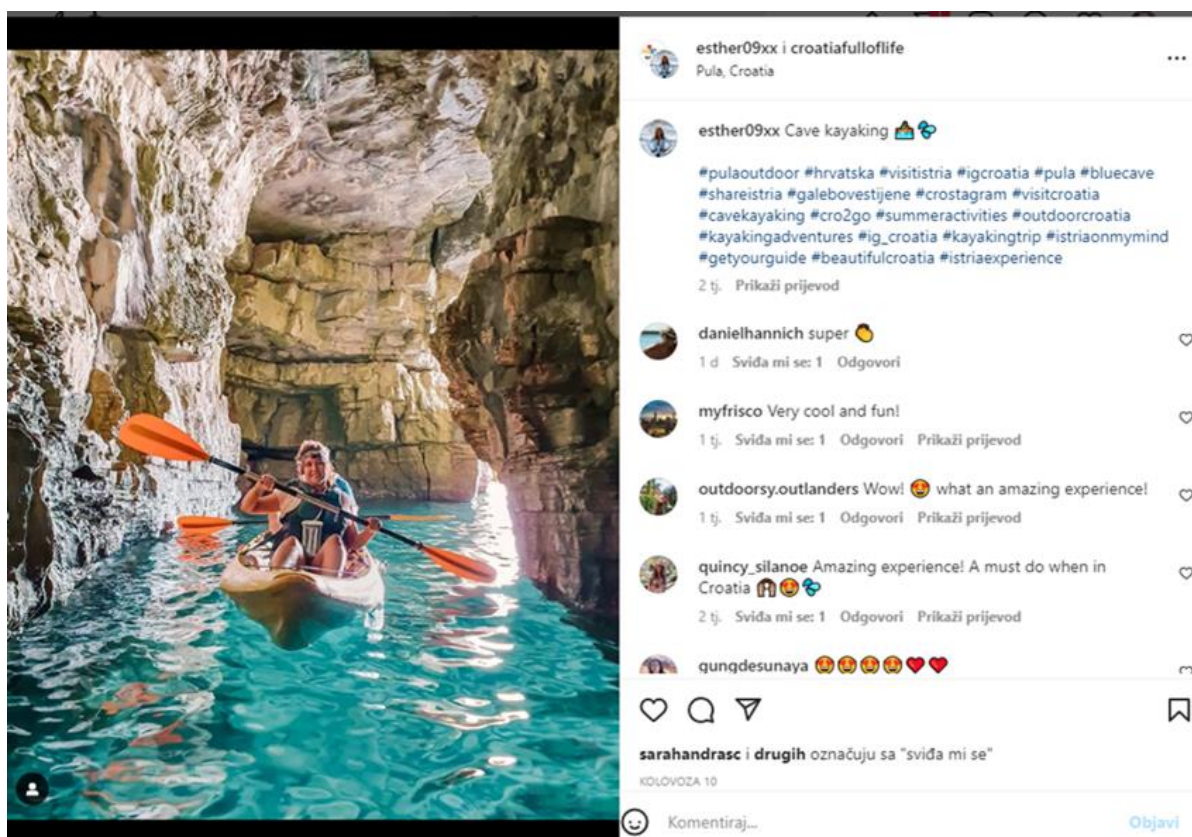 esther09xx i croatiafulloflife
Pula, Croatia
esther09xx Cave kayaking
#pulaoutdoor #hrvatska #visitistria #igcroatia #pula #bluecave
#shareistria #galebovestijene #crostagram #visitcroatia
#cavekayaking #cro2go #summeractivities #outdoorcroatia
#kayakingadventures #ig_croatia #kayakingtrip #istriaonmymind
#getyourguide #beautifulcroatia #istriaexperience
2 tj. Prikaži prijevod
danielhannich super
1 d Sviđa mi se: 1 Odgovori
myfrisco Very cool and fun!
1 tj. Sviđa mi se: 1 Odgovori Prikaži prijevod
outdoorsy.outlanders Wow! 🤩 what an amazing experience!
1 tj. Sviđa mi se: 1 Odgovori Prikaži prijevod
quincy_silanoe Amazing experience! A must do when in
Croatia
2 tj. Sviđa mi se: 1 Odgovori Prikaži prijevod
gungdesunaya
sarahandrasc i drugih označuju sa "sviđa mi se"
KOLOVOZA 10
Komentiraj...
Objavi